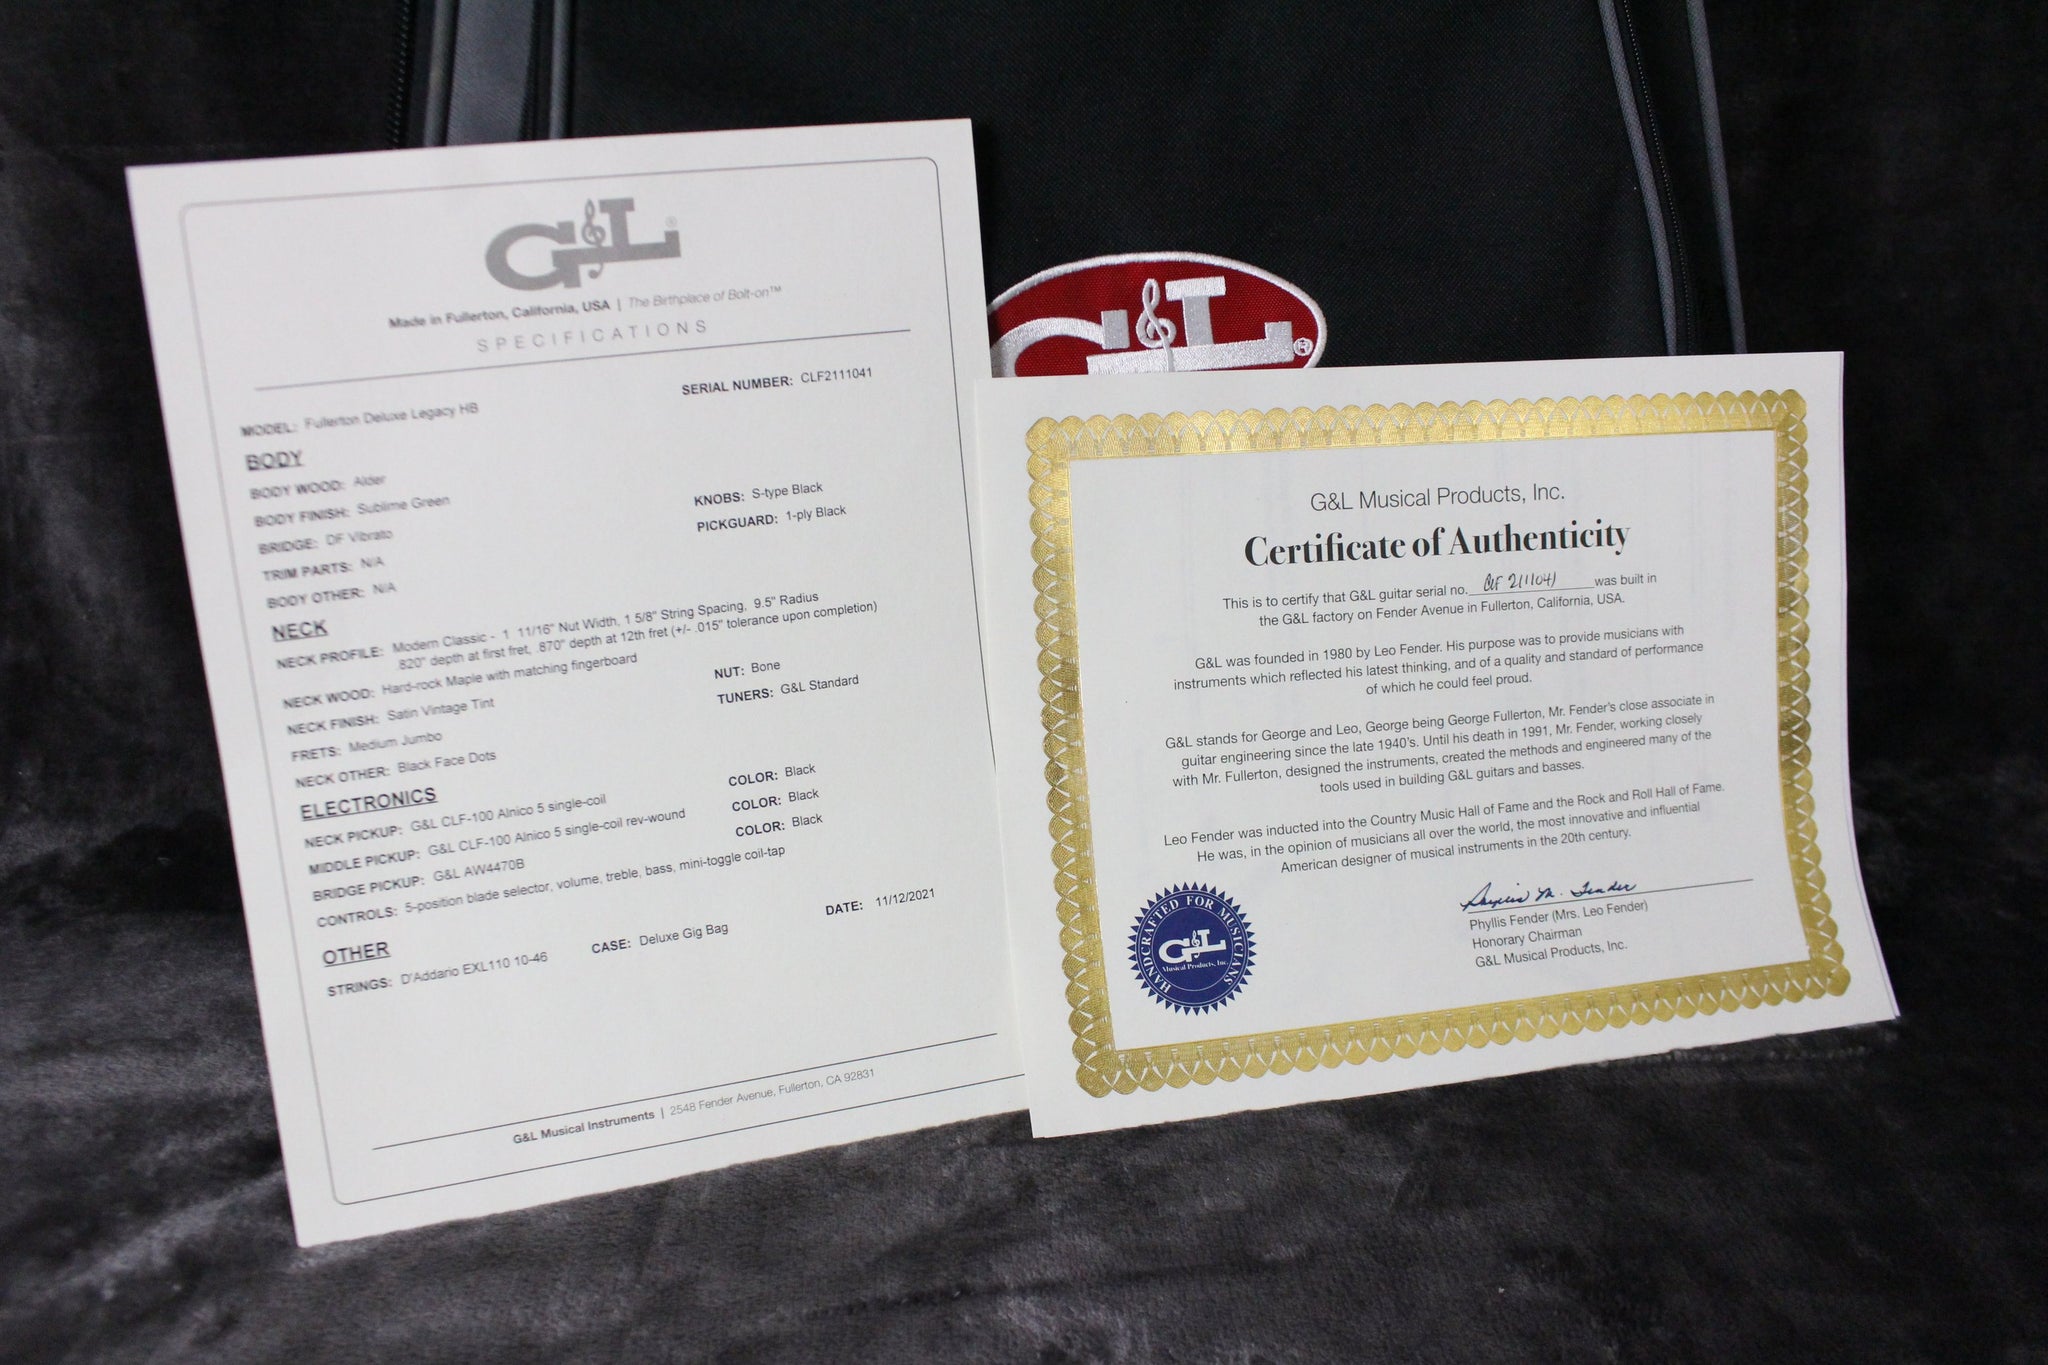 G&L®
Made in Fullerton, California, USA | The Birthplace of Bolt-on™
SPECIFICATIONS
SERIAL NUMBER: CLF2111041
MODEL: Fullerton Deluxe Legacy HB
BODY
BODY WOOD: Alder
BODY FINISH: Sublime Green
KNOBS: S-type Black
BRIDGE: DF Vibrato
PICKGUARD: 1-ply Black
TRIM PARTS: N/A
BODY OTHER: N/A
NECK
NECK PROFILE: Modern Classic - 1 11/16" Nut Width, 1 5/8" String Spacing, 9.5" Radius
.820" depth at first fret, .870" depth at 12th fret (+/- .015" tolerance upon completion)
NECK WOOD: Hard-rock Maple with matching fingerboard
NECK FINISH: Satin Vintage Tint
NUT: Bone
FRETS: Medium Jumbo
TUNERS: G&L Standard
NECK OTHER: Black Face Dots
ELECTRONICS
NECK PICKUP: G&L CLF-100 Alnico 5 single-coil
COLOR: Black
MIDDLE PICKUP: G&L CLF-100 Alnico 5 single-coil rev-wound
COLOR: Black
BRIDGE PICKUP: G&L AW4470B
COLOR: Black
CONTROLS: 5-position blade selector, volume, treble, bass, mini-toggle coil-tap
OTHER
STRINGS: D'Addario EXL110 10-46
CASE: Deluxe Gig Bag
DATE: 11/12/2021
G&L Musical Instruments | 2548 Fender Avenue, Fullerton, CA 92831
G&L®
G&L Musical Products, Inc.
Certificate of Authenticity
This is to certify that G&L guitar serial no. CLF 2111041 was built in
the G&L factory on Fender Avenue in Fullerton, California, USA.
G&L was founded in 1980 by Leo Fender. His purpose was to provide musicians with
instruments which reflected his latest thinking, and of a quality and standard of performance
of which he could feel proud.
G&L stands for George and Leo, George being George Fullerton, Mr. Fender's close associate in
guitar engineering since the late 1940's. Until his death in 1991, Mr. Fender, working closely
with Mr. Fullerton, designed the instruments, created the methods and engineered many of the
tools used in building G&L guitars and basses.
Leo Fender was inducted into the Country Music Hall of Fame and the Rock and Roll Hall of Fame.
He was, in the opinion of musicians all over the world, the most innovative and influential
American designer of musical instruments in the 20th century.
Phyllis M. Fender
Phyllis Fender (Mrs. Leo Fender)
Honorary Chairman
G&L Musical Products, Inc.
HANDCRAFTED FOR MUSICIANS
G&L
Musical Products, Inc.